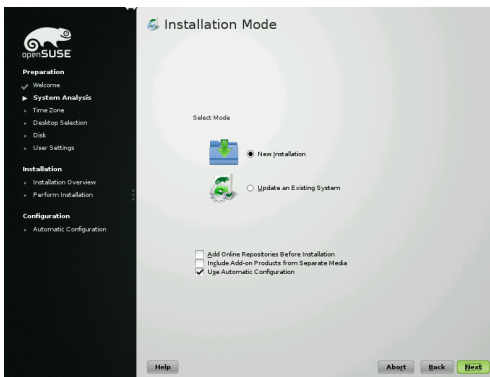 openSUSE
Preparation
Welcome
System Analysis
Time Zone
Desktop Selection
Disk
User Settings
Installation
Installation Overview
Perform Installation
Configuration
Automatic Configuration
Installation Mode
Select Mode
New Installation
Update an Existing System
Add Online Repositories Before Installation
Include Add-on Products from Separate Media
Use Automatic Configuration
Help
Abort
Back
Next